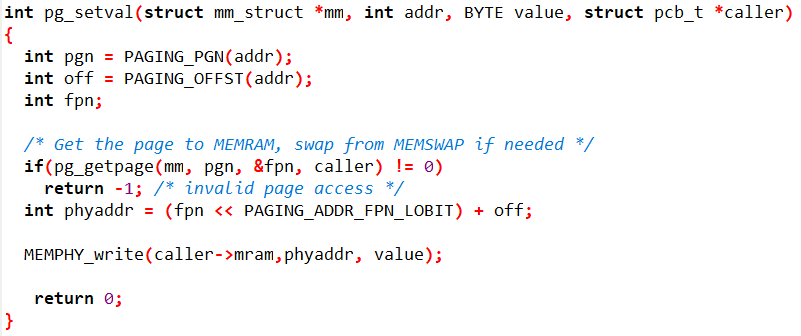 int pg_setval(struct mm_struct *mm, int addr, BYTE value, struct pcb_t *caller)
{
  int pgn = PAGING_PGN(addr);
  int off = PAGING_OFFST(addr);
  int fpn;

  /* Get the page to MEMRAM, swap from MEMSWAP if needed */
  if(pg_getpage(mm, pgn, &fpn, caller) != 0)
    return -1; /* invalid page access */
  int phyaddr = (fpn << PAGING_ADDR_FPN_LOBIT) + off;

  MEMPHY_write(caller->mram,phyaddr, value);

   return 0;
}